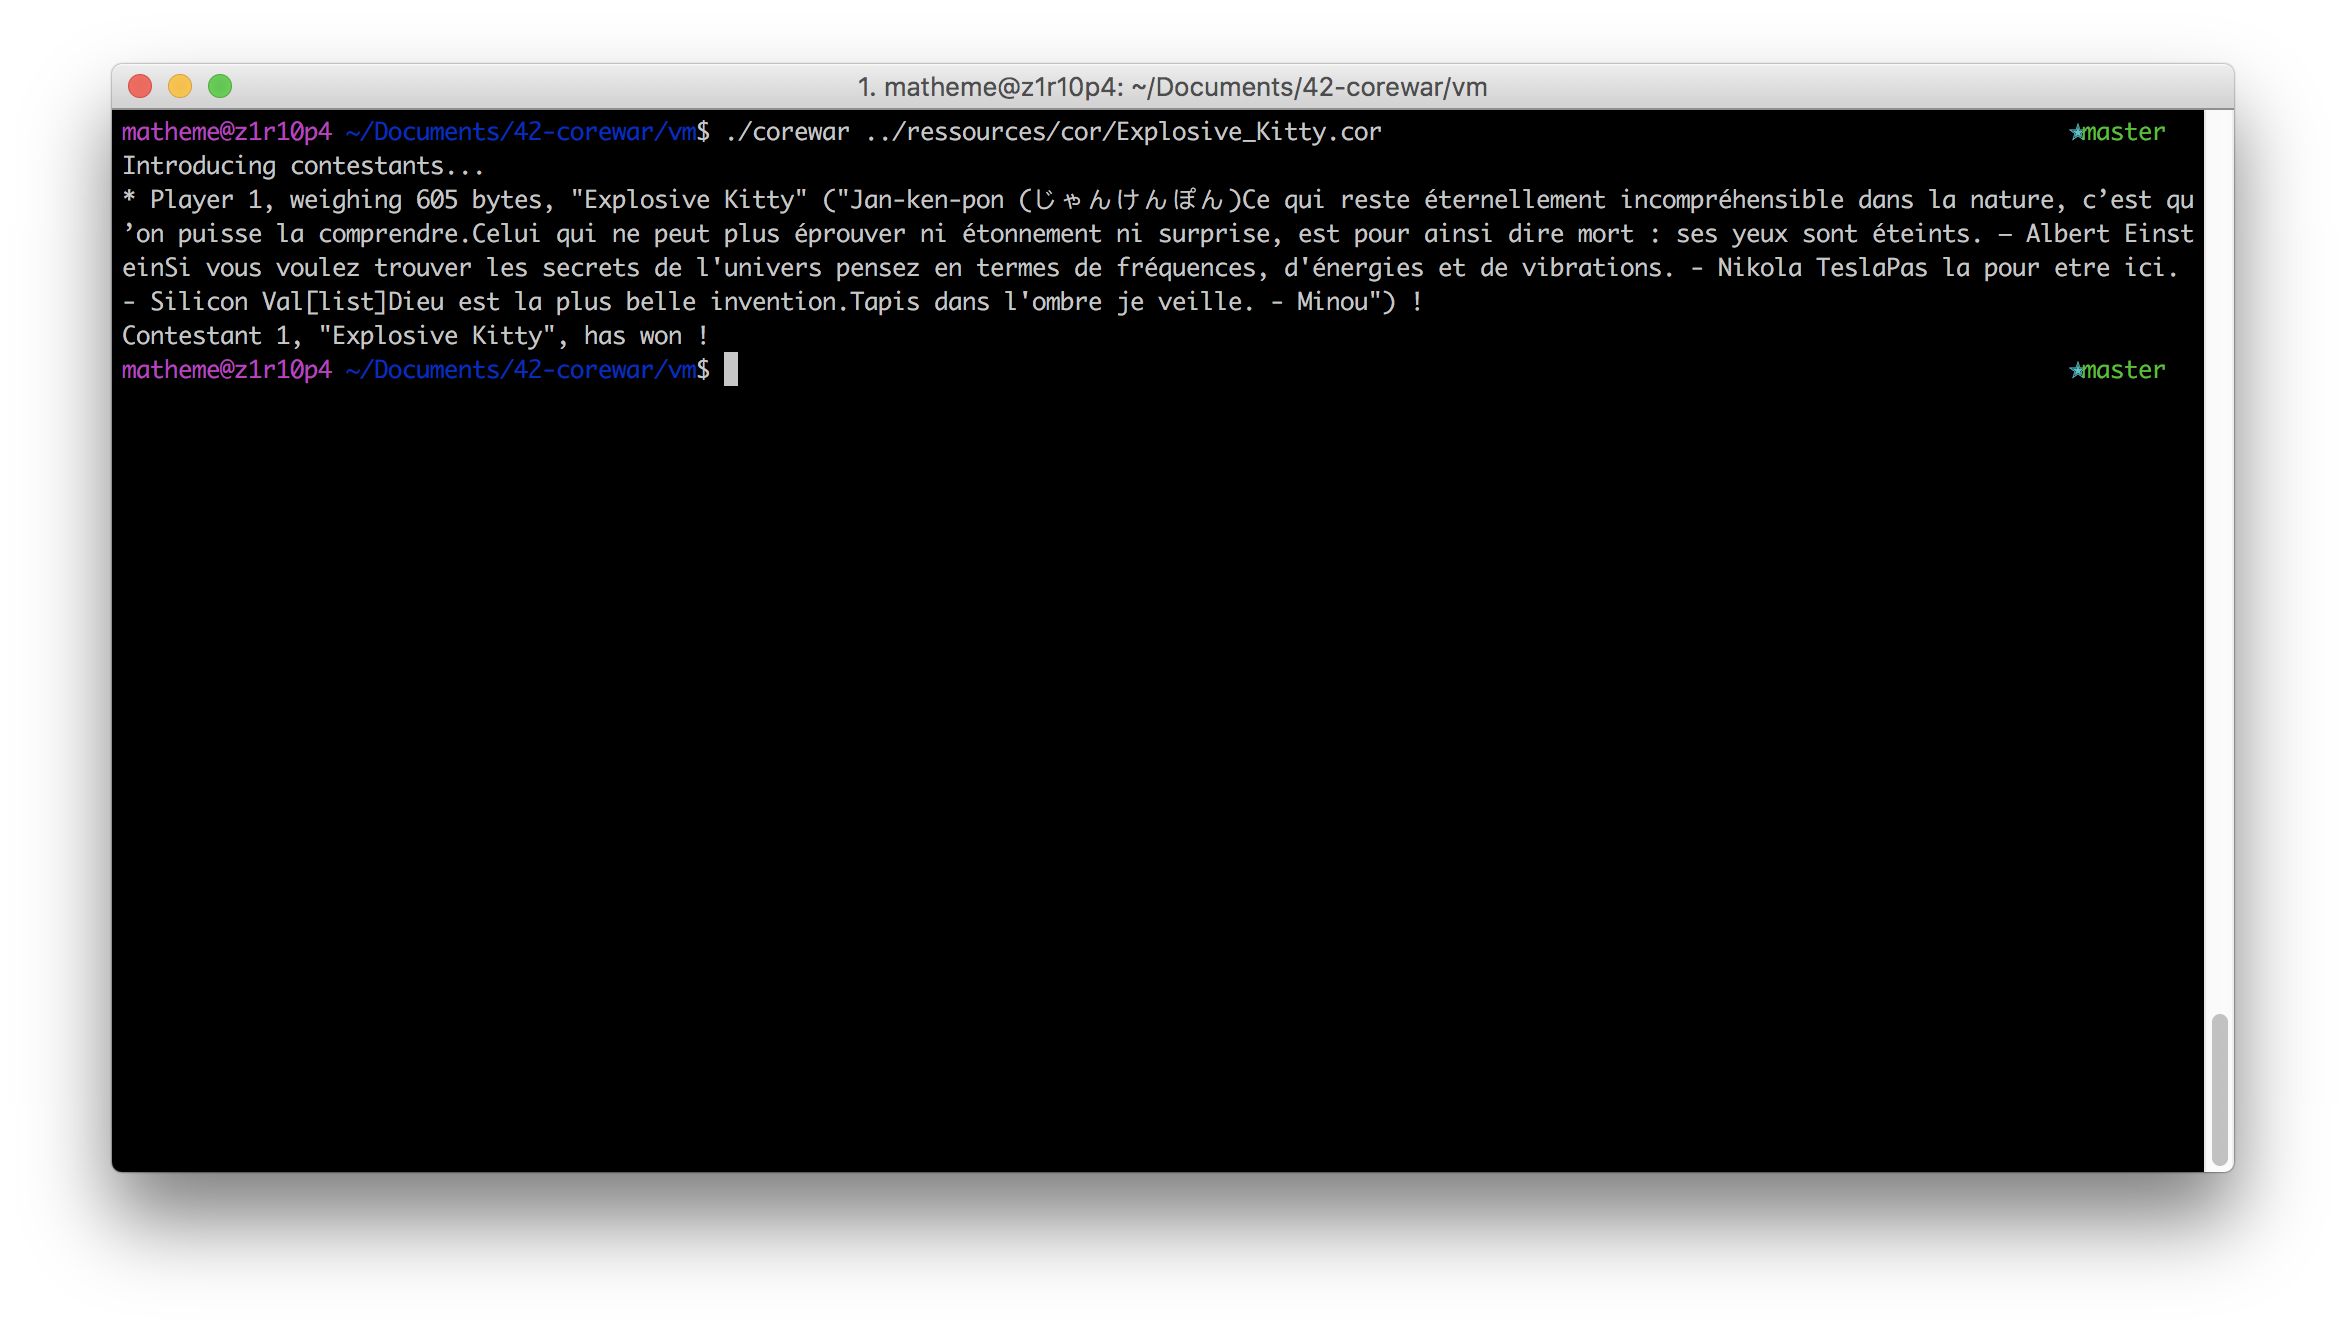 1. matheme@z1r10p4: ~/Documents/42-corewar/vm
matheme@z1r10p4 ~/Documents/42-corewar/vm$ ./corewar ../ressources/cor/Explosive_Kitty.cor ★master
Introducing contestants...
* Player 1, weighing 605 bytes, "Explosive Kitty" ("Jan-ken-pon (じゃんけんぽん)Ce qui reste éternellement incompréhensible dans la nature, c’est qu
’on puisse la comprendre.Celui qui ne peut plus éprouver ni étonnement ni surprise, est pour ainsi dire mort : ses yeux sont éteints. – Albert Einst
einSi vous voulez trouver les secrets de l'univers pensez en termes de fréquences, d'énergies et de vibrations. - Nikola TeslaPas la pour etre ici.
- Silicon Val[list]Dieu est la plus belle invention.Tapis dans l'ombre je veille. - Minou") !
Contestant 1, "Explosive Kitty", has won !
matheme@z1r10p4 ~/Documents/42-corewar/vm$ ★master